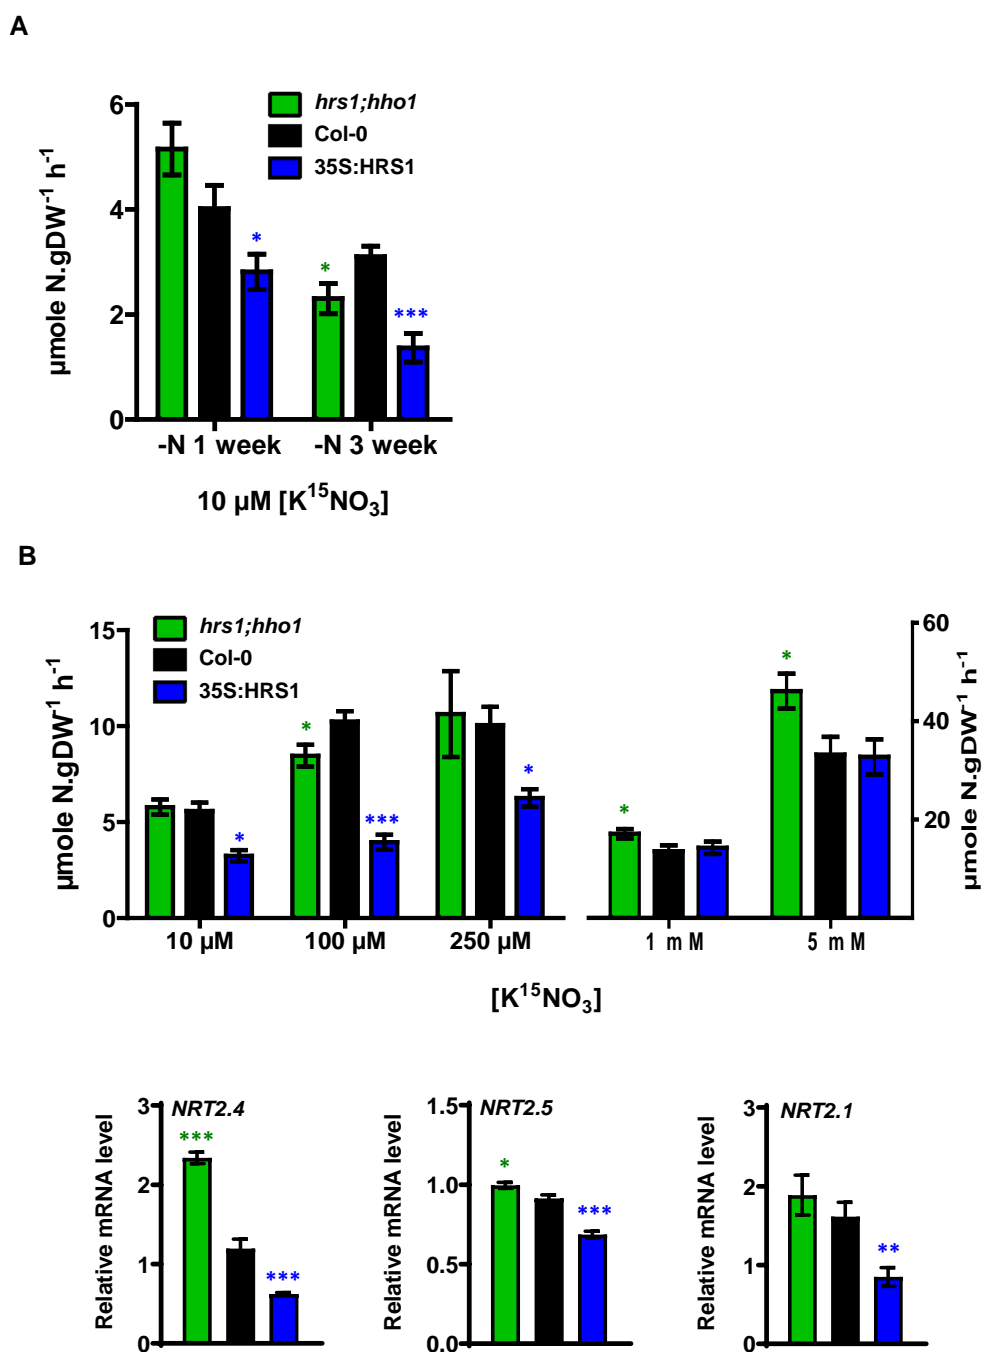 A
µmole N.gDW⁻¹ h⁻¹
6
4
2
0
hrs1;hho1
Col-0
35S:HRS1
*
*
***
-N 1 week
-N 3 week
10 µM [K¹⁵NO₃]
B
µmole N.gDW⁻¹ h⁻¹
15
10
5
0
hrs1;hho1
Col-0
35S:HRS1
*
*
***
*
*
*
60
40
20
µmole N.gDW⁻¹ h⁻¹
10 µM
100 µM
250 µM
1 mM
5 mM
[K¹⁵NO₃]
Relative mRNA level
3
2
1
0
NRT2.4
***
***
Relative mRNA level
1.5
1.0
0.5
0.0
NRT2.5
*
***
Relative mRNA level
3
2
1
0
NRT2.1
**